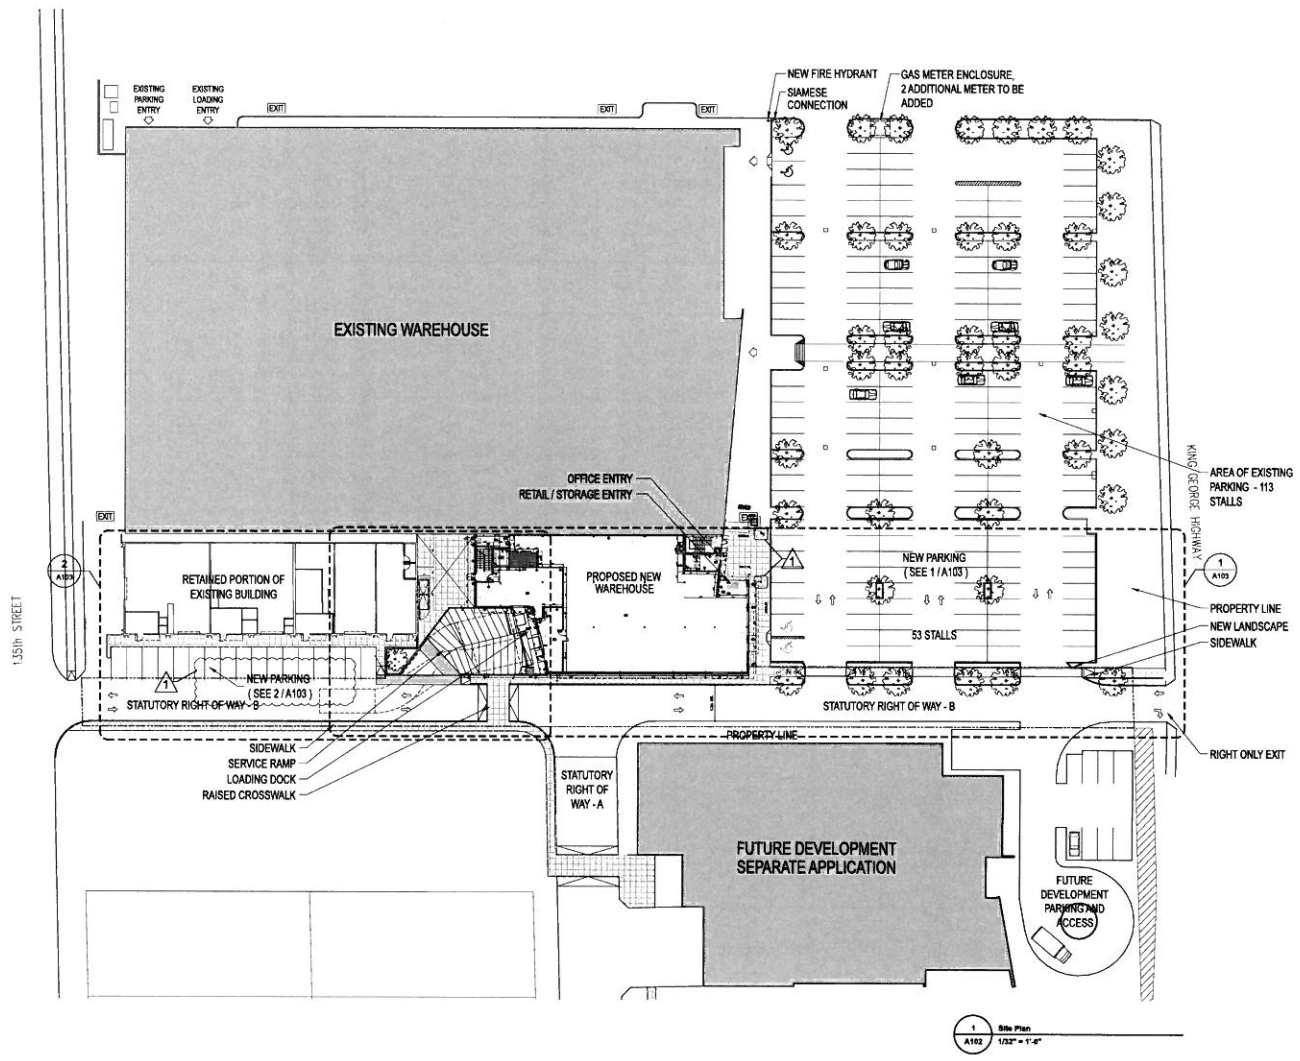 EXISTING
PARKING
ENTRY
EXISTING
LOADING
ENTRY
EXIT
EXIT
EXIT
NEW FIRE HYDRANT
SIAMESE
CONNECTION
GAS METER ENCLOSURE,
2 ADDITIONAL METER TO BE
ADDED
EXISTING WAREHOUSE
OFFICE ENTRY
RETAIL / STORAGE ENTRY
EXIT
EXIT
KING GEORGE HIGHWAY
AREA OF EXISTING
PARKING - 113
STALLS
2
A103
RETAINED PORTION OF
EXISTING BUILDING
PROPOSED NEW
WAREHOUSE
1
NEW PARKING
( SEE 1 / A103 )
53 STALLS
1
A103
PROPERTY LINE
NEW LANDSCAPE
SIDEWALK
135th STREET
1
NEW PARKING
( SEE 2 / A103 )
STATUTORY RIGHT OF WAY - B
STATUTORY RIGHT OF WAY - B
PROPERTY LINE
RIGHT ONLY EXIT
SIDEWALK
SERVICE RAMP
LOADING DOCK
RAISED CROSSWALK
STATUTORY
RIGHT OF
WAY - A
FUTURE DEVELOPMENT
SEPARATE APPLICATION
FUTURE
DEVELOPMENT
PARKING AND
ACCESS
1
A102
Site Plan
1/32" = 1'-0"